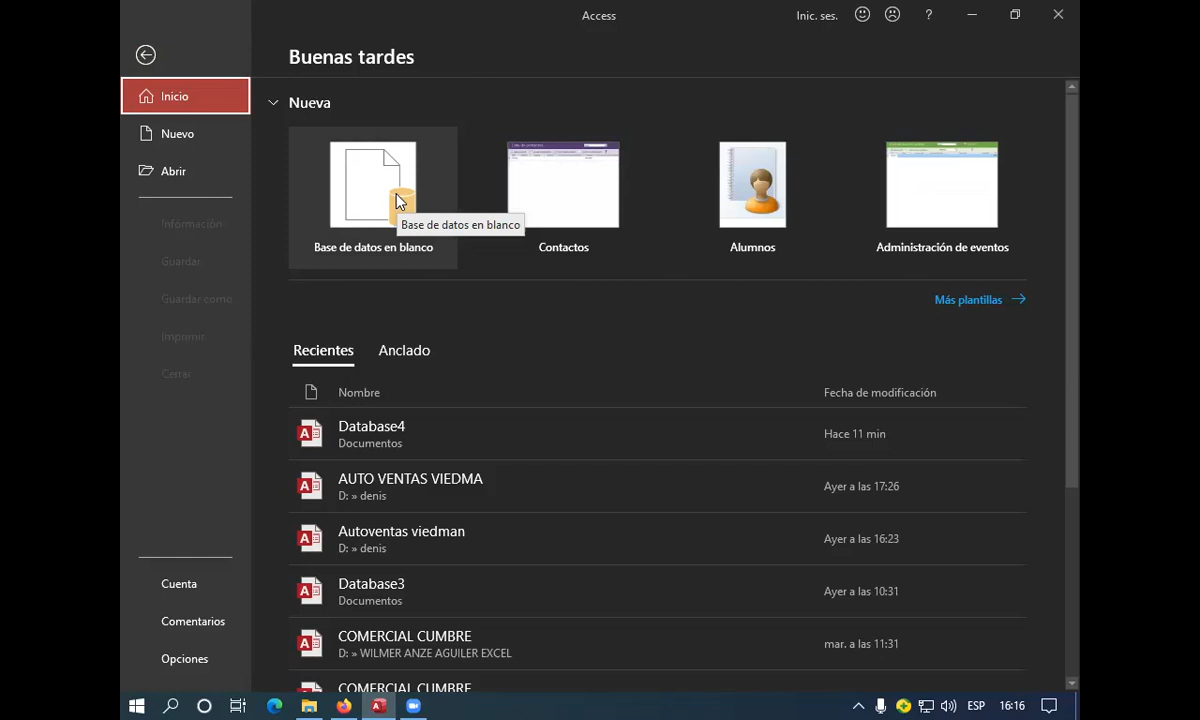 Access
Inic. ses.
?
Buenas tardes
Inicio
Nuevo
Abrir
Información
Guardar
Guardar como
Imprimir
Cerrar
Cuenta
Comentarios
Opciones
Nueva
Base de datos en blanco
Base de datos en blanco
Contactos
Alumnos
Administración de eventos
Más plantillas
Recientes
Anclado
Nombre
Fecha de modificación
Database4
Documentos
Hace 11 min
AUTO VENTAS VIEDMA
D: » denis
Ayer a las 17:26
Autoventas viedman
D: » denis
Ayer a las 16:23
Database3
Documentos
Ayer a las 10:31
COMERCIAL CUMBRE
D: » WILMER ANZE AGUILER EXCEL
mar. a las 11:31
COMERCIAL CUMBRE
ESP
16:16